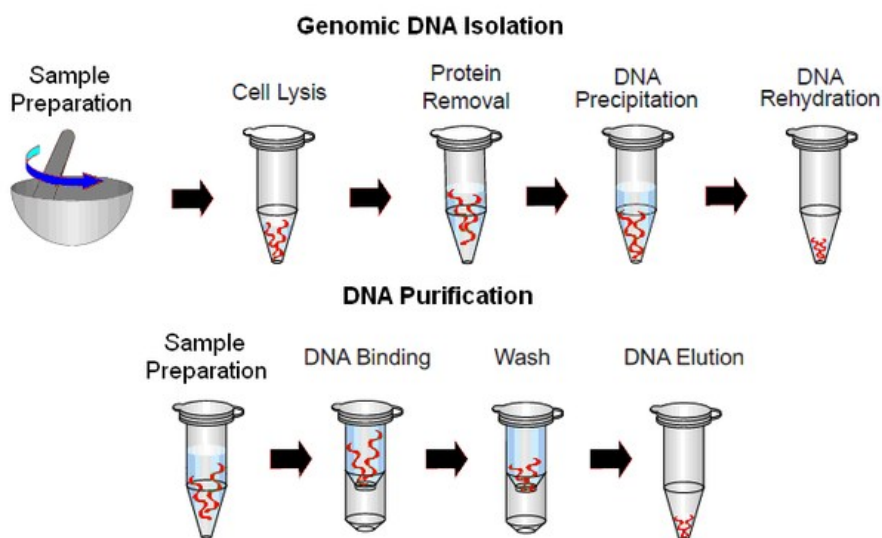 Genomic DNA Isolation
Sample
Preparation
Cell Lysis
Protein
Removal
DNA
Precipitation
DNA
Rehydration
DNA Purification
Sample
Preparation
DNA Binding
Wash
DNA Elution